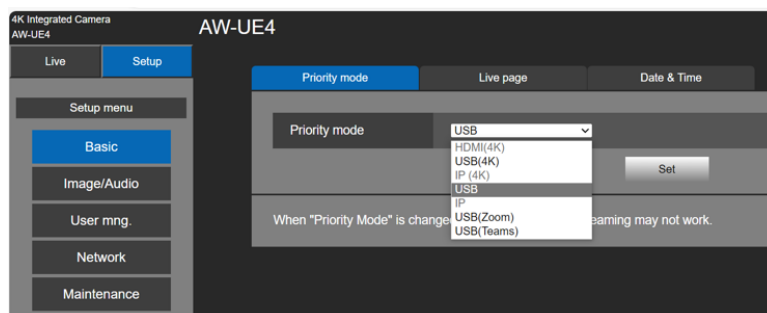 4K Integrated Camera
AW-UE4
AW-UE4
Live
Setup
Priority mode
Live page
Date & Time
Setup menu
Priority mode
USB
HDMI(4K)
USB(4K)
IP (4K)
USB
IP
USB(Zoom)
USB(Teams)
Set
Basic
Image/Audio
User mng.
Network
Maintenance
When "Priority Mode" is change
eaming may not work.